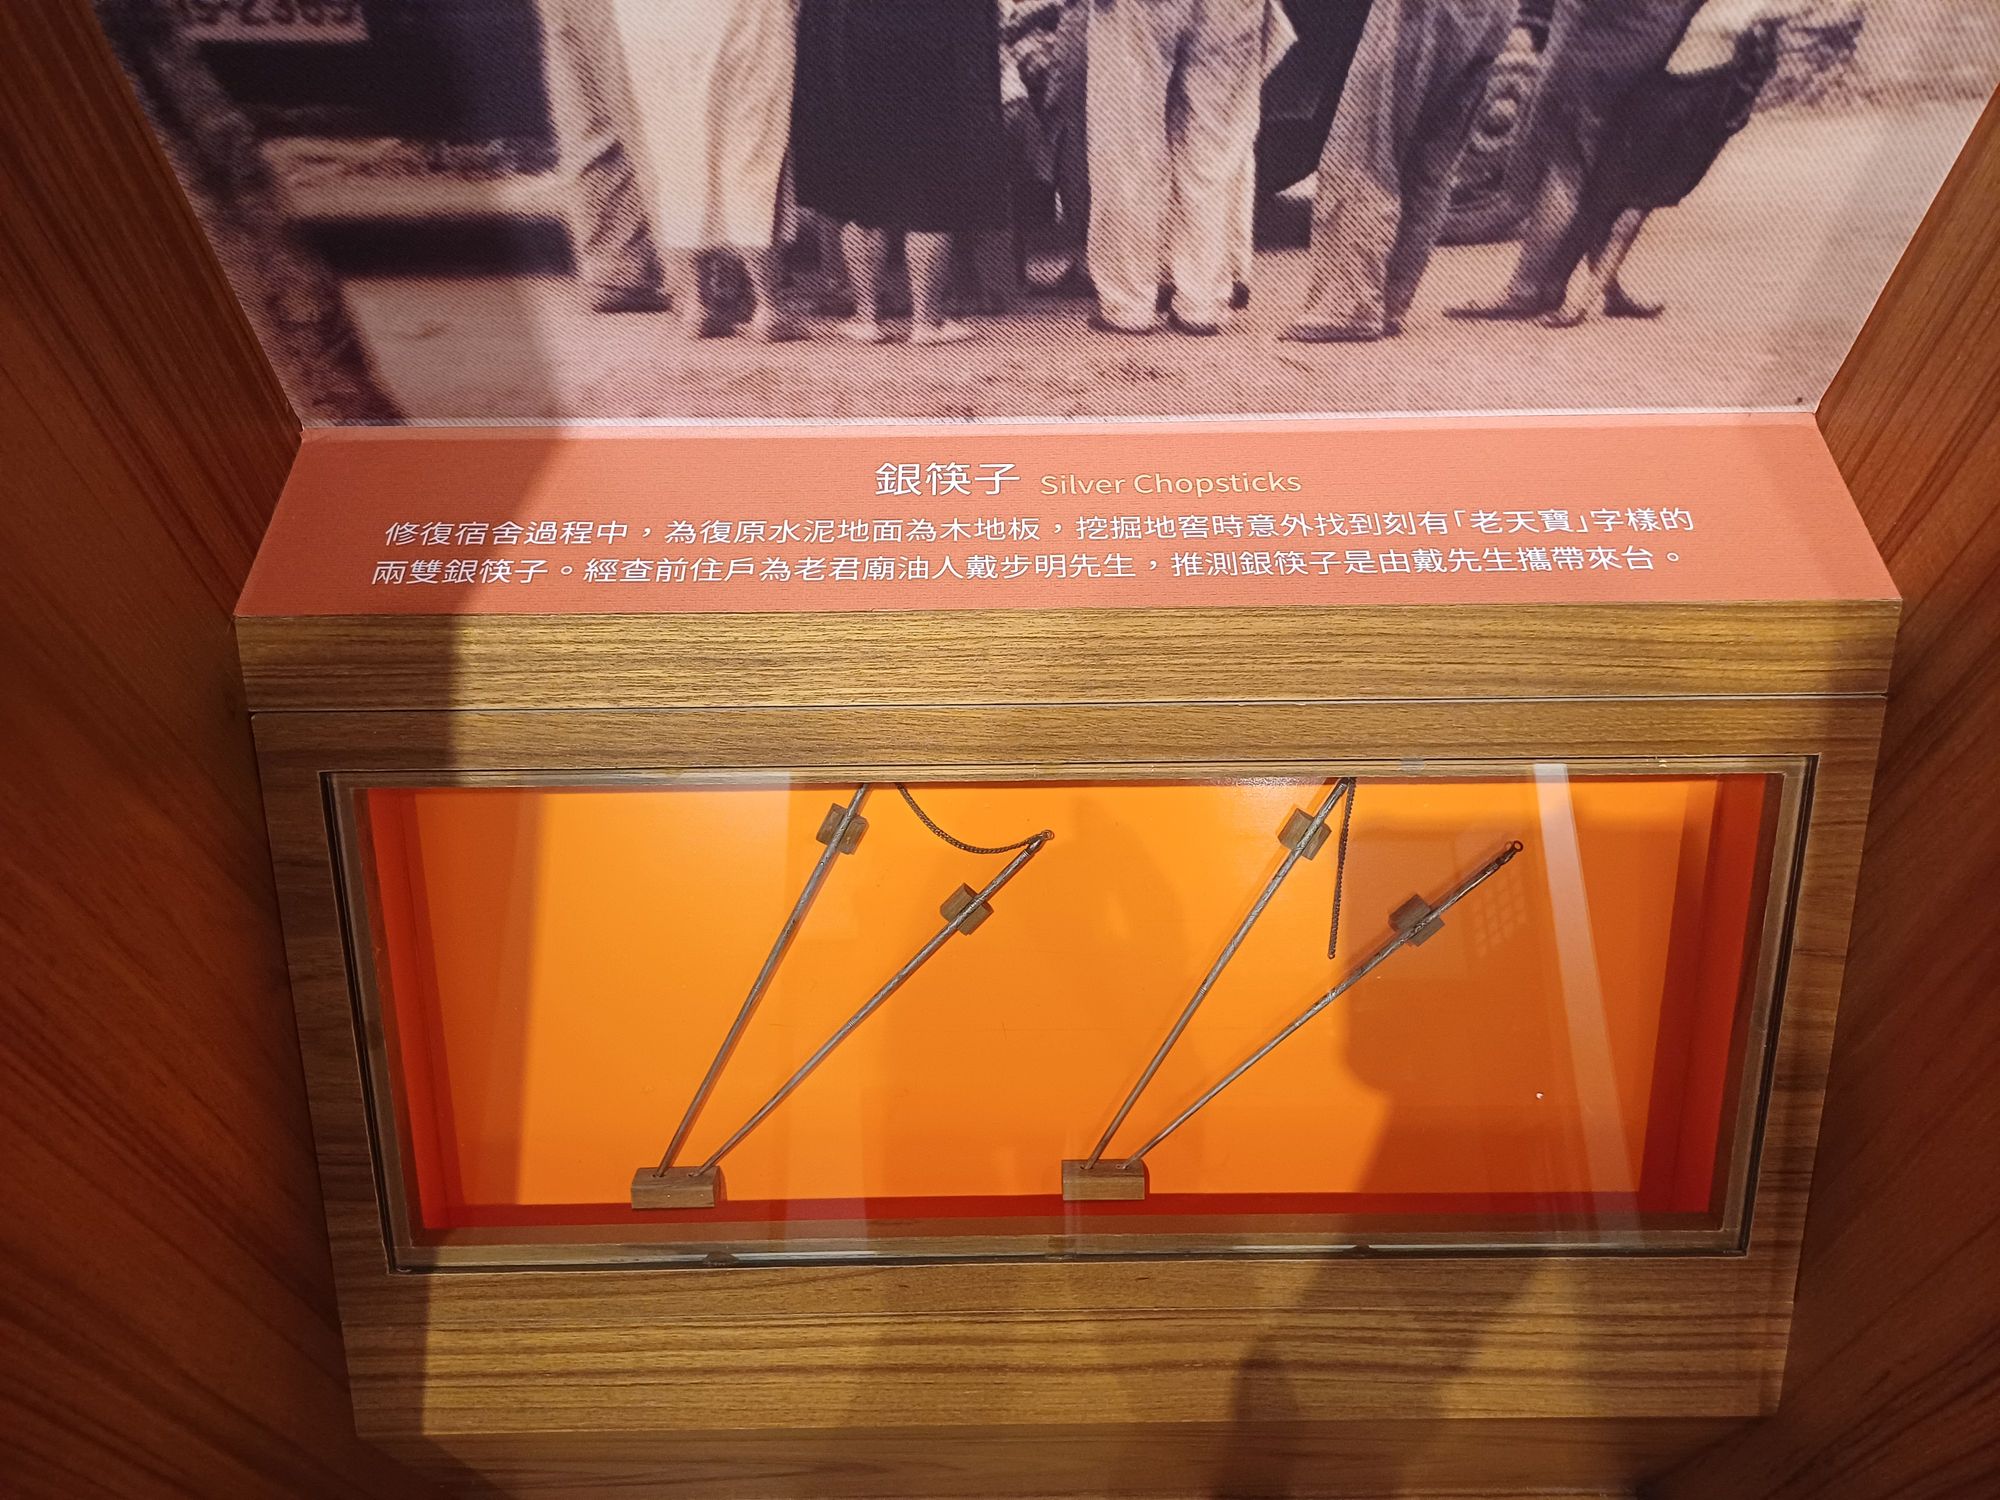 15-2365
銀筷子 Silver Chopsticks
修復宿舍過程中，為復原水泥地面為木地板，挖掘地窖時意外找到刻有「老天寶」字樣的
兩雙銀筷子。經查前住戶為老君廟油人戴步明先生，推測銀筷子是由戴先生攜帶來台。